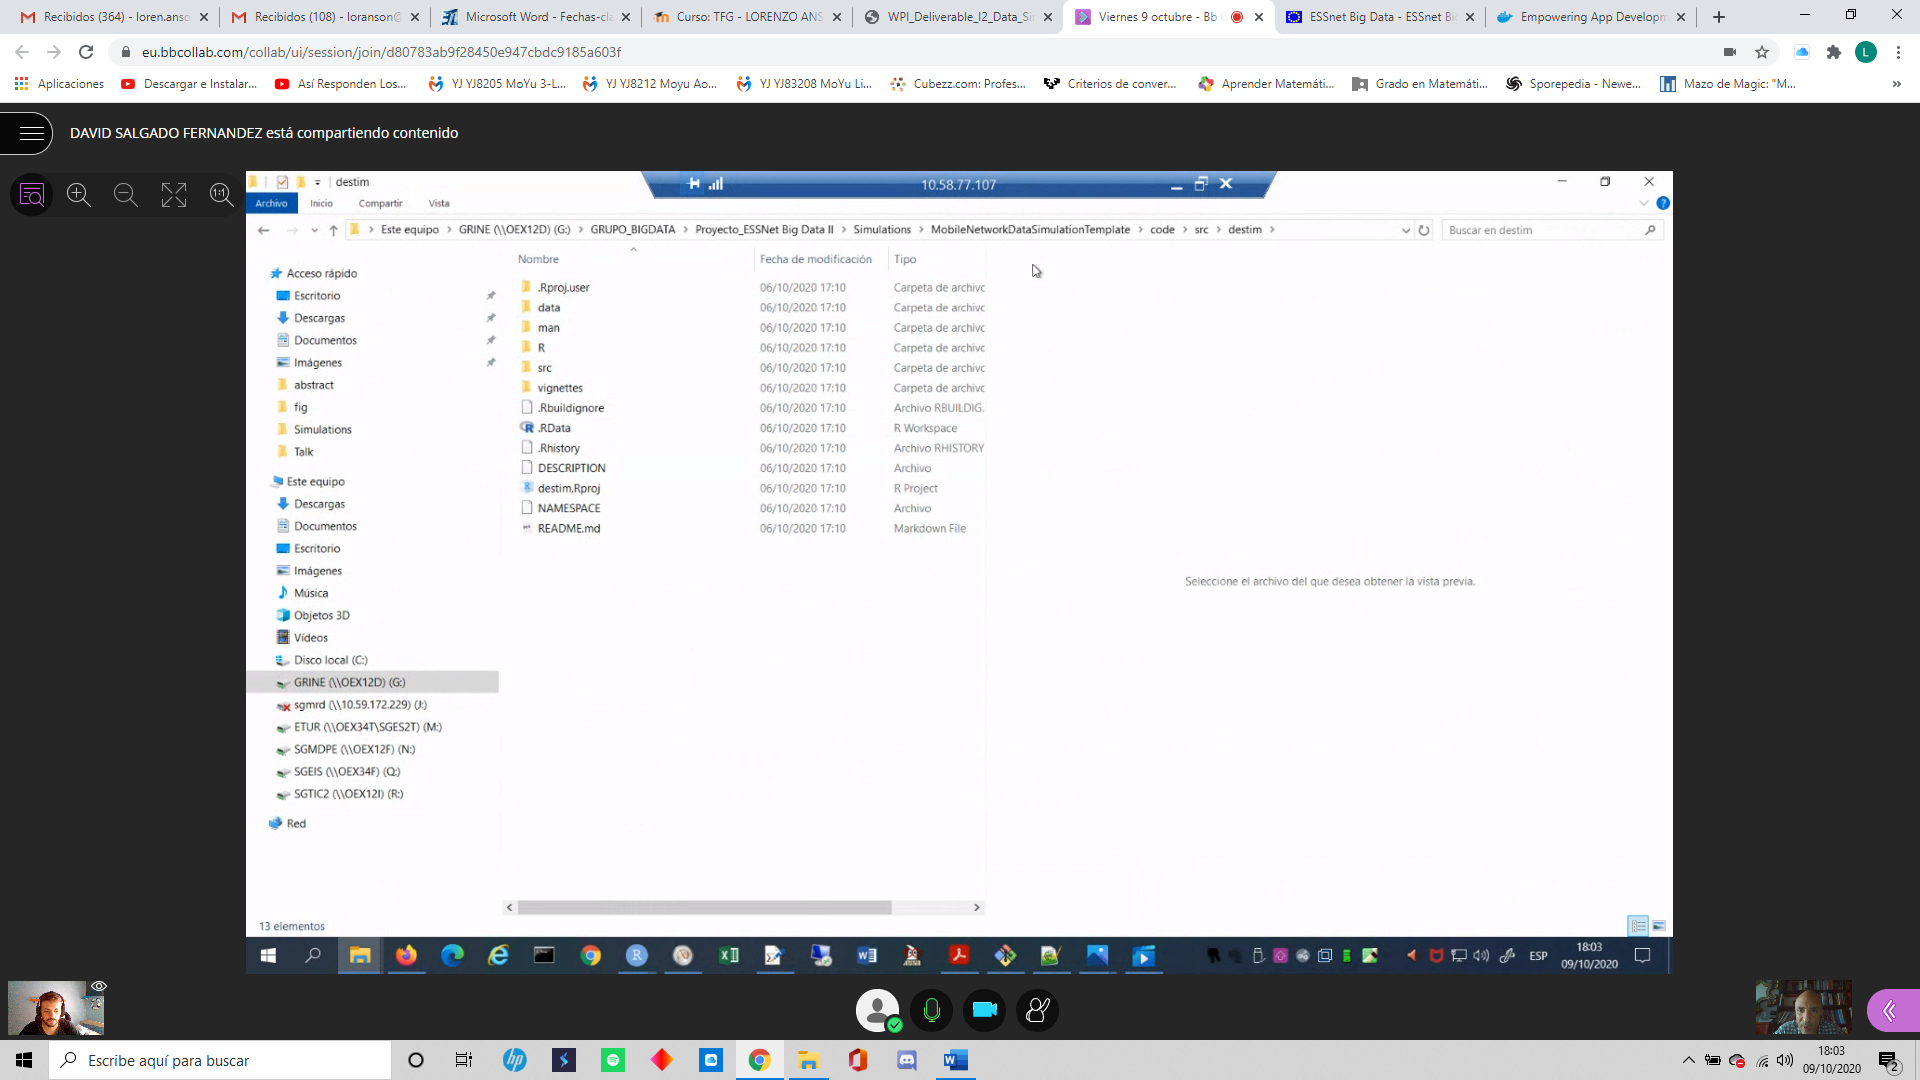 Recibidos (364) - loren.anso
Recibidos (108) - loranson@
Microsoft Word - Fechas-cla
Curso: TFG - LORENZO ANS
WPI_Deliverable_I2_Data_Si
Viernes 9 octubre - Bb
ESSnet Big Data - ESSnet Bi
Empowering App Developm
eu.bbcollab.com/collab/ui/session/join/d80783ab9f28450e947cbdc9185a603f
L
Aplicaciones
Descargar e Instalar...
Así Responden Los...
YJ YJ8205 MoYu 3-L...
YJ YJ8212 Moyu Ao...
YJ YJ83208 MoYu Li...
Cubezz.com: Profes...
Criterios de conver...
Aprender Matemáti...
Grado en Matemáti...
Sporepedia - Newe...
Mazo de Magic: "M...
»
DAVID SALGADO FERNANDEZ está compartiendo contenido
1:1
destim
10.58.77.107
Archivo
Inicio
Compartir
Vista
Este equipo > GRINE (\\OEX12D) (G:) > GRUPO_BIGDATA > Proyecto_ESSNet Big Data II > Simulations > MobileNetworkDataSimulationTemplate > code > src > destim >
Buscar en destim
Nombre Fecha de modificación Tipo
Acceso rápido
Escritorio
Descargas
Documentos
Imágenes
abstract
fig
Simulations
Talk
Este equipo
Descargas
Documentos
Escritorio
Imágenes
Música
Objetos 3D
Vídeos
Disco local (C:)
GRINE (\\OEX12D) (G:)
sgmrd (\\10.59.172.229) (J:)
ETUR (\\OEX34T\SGES2T) (M:)
SGMDPE (\\OEX12F) (N:)
SGEIS (\\OEX34F) (Q:)
SGTIC2 (\\OEX12I) (R:)
Red
.Rproj.user 06/10/2020 17:10 Carpeta de archivo
data 06/10/2020 17:10 Carpeta de archivo
man 06/10/2020 17:10 Carpeta de archivo
R 06/10/2020 17:10 Carpeta de archivo
src 06/10/2020 17:10 Carpeta de archivo
vignettes 06/10/2020 17:10 Carpeta de archivo
.Rbuildignore 06/10/2020 17:10 Archivo RBUILDIG.
.RData 06/10/2020 17:10 R Workspace
.Rhistory 06/10/2020 17:10 Archivo RHISTORY
DESCRIPTION 06/10/2020 17:10 Archivo
destim.Rproj 06/10/2020 17:10 R Project
NAMESPACE 06/10/2020 17:10 Archivo
README.md 06/10/2020 17:10 Markdown File
Seleccione el archivo del que desea obtener la vista previa.
13 elementos
ESP
18:03
09/10/2020
Escribe aquí para buscar
18:03
09/10/2020
2